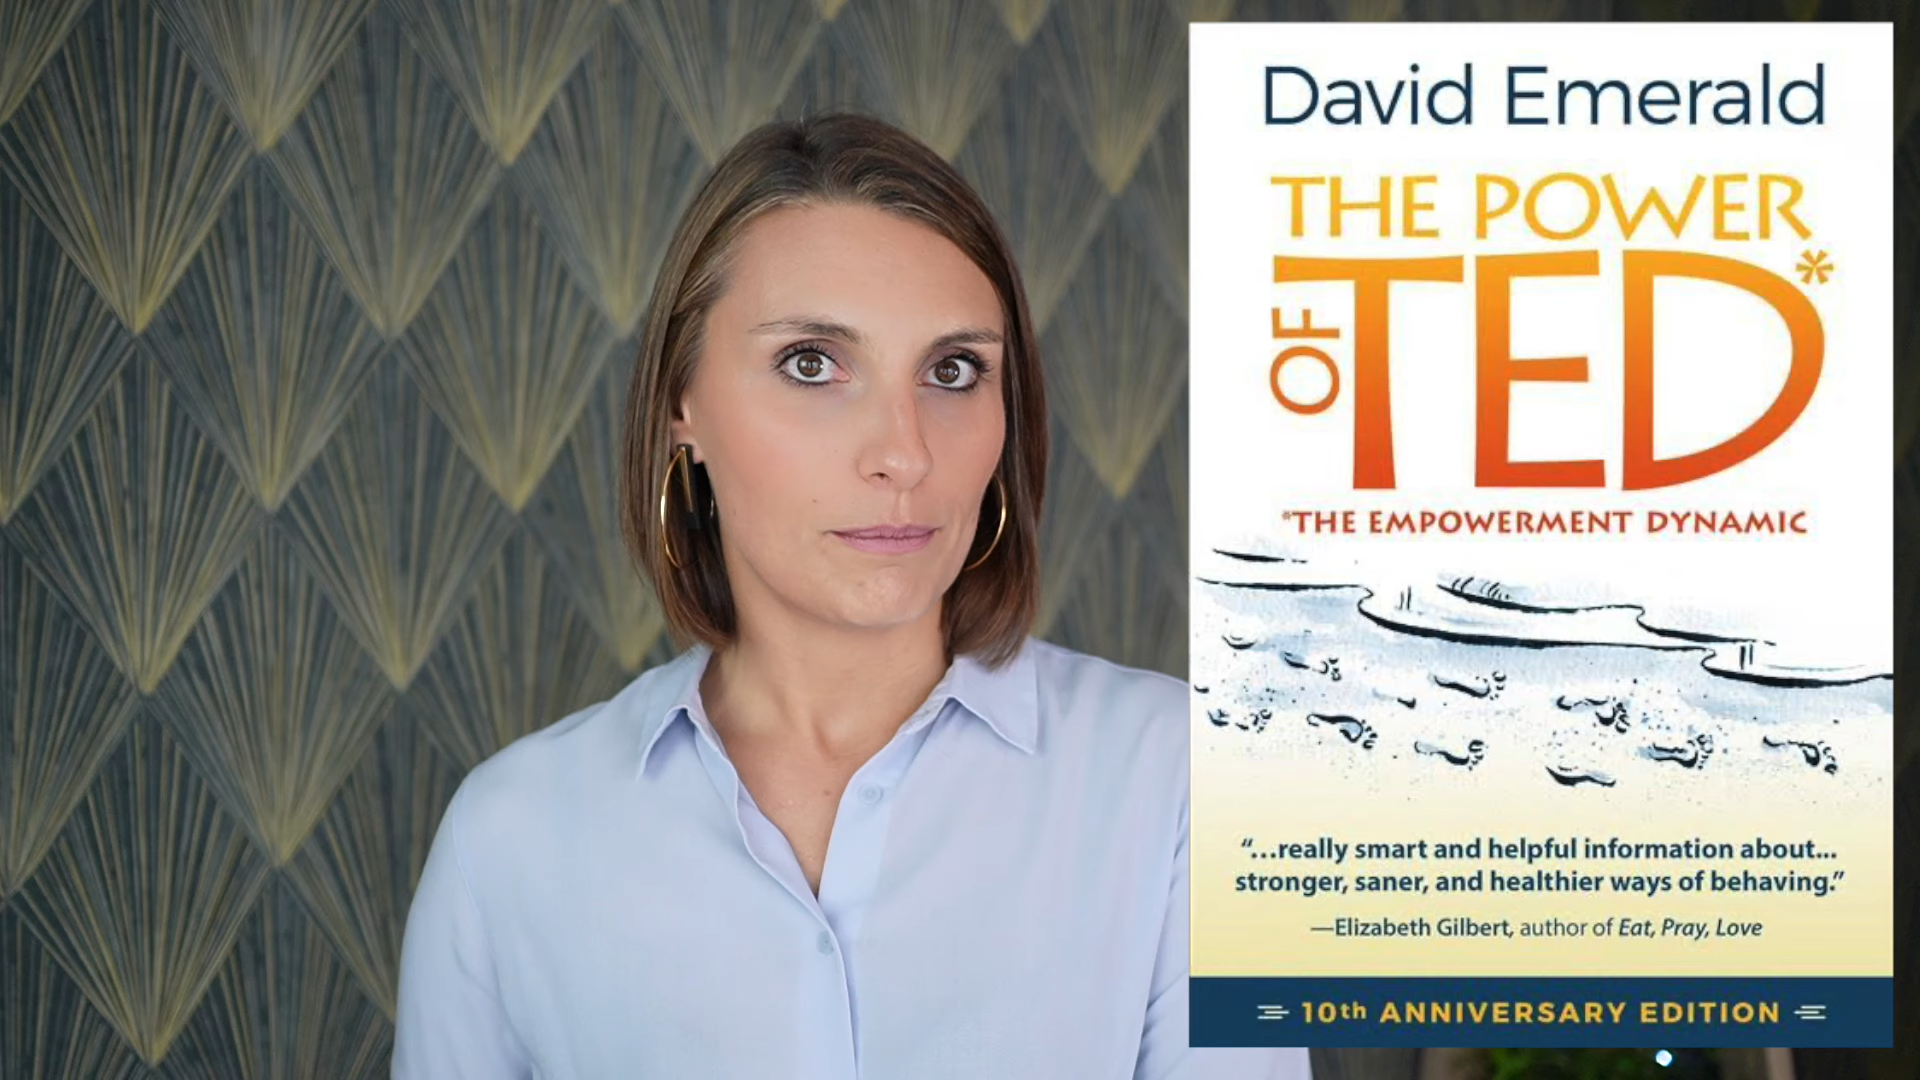 David Emerald
THE POWER
OF TED*
*THE EMPOWERMENT DYNAMIC
“...really smart and helpful information about...
stronger, saner, and healthier ways of behaving.”
—Elizabeth Gilbert, author of Eat, Pray, Love
10th ANNIVERSARY EDITION